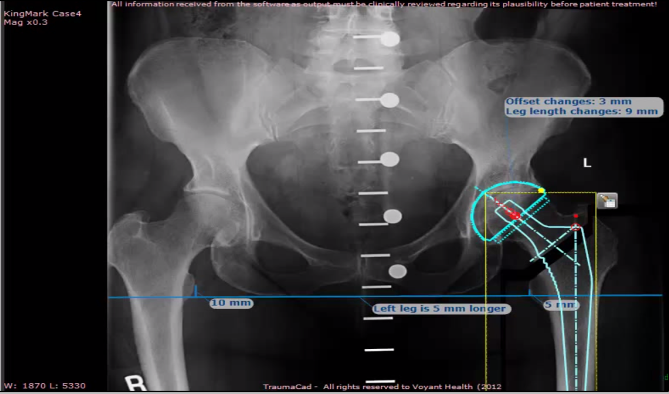 All information received from the software as output must be clinically reviewed regarding its plausibility before patient treatment!
KingMark Case4
Mag x0.3
Offset changes: 3 mm
Leg length changes: 9 mm
L
10 mm
Left leg is 5 mm longer
5 mm
R
W: 1870 L: 5330
TraumaCad - All rights reserved to Voyant Health (2012